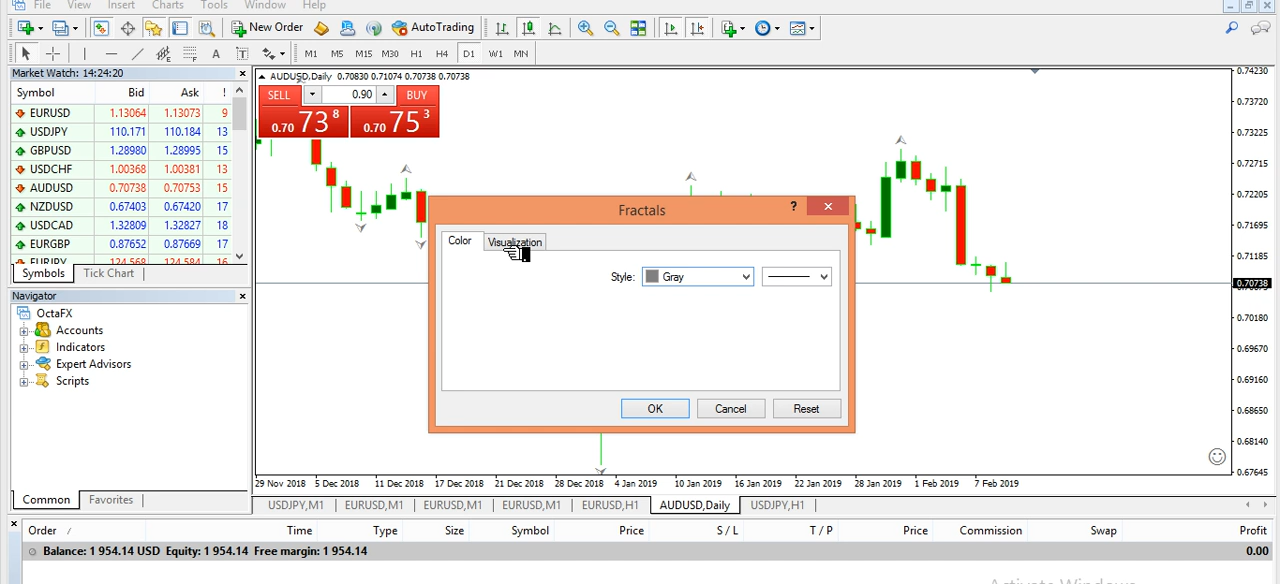 File View Insert Charts Tools Window Help
New Order AutoTrading
A T M1 M5 M15 M30 H1 H4 D1 W1 MN
Market Watch: 14:24:20
Symbol Bid Ask !
EURUSD 1.13064 1.13073 9
USDJPY 110.171 110.184 13
GBPUSD 1.28980 1.28995 15
USDCHF 1.00368 1.00381 13
AUDUSD 0.70738 0.70753 15
NZDUSD 0.67403 0.67420 17
USDCAD 1.32809 1.32827 18
EURGBP 0.87652 0.87669 17
EURJPY 124.568 124.584 16
Symbols Tick Chart
Navigator
OctaFX
Accounts
Indicators
Expert Advisors
Scripts
Common Favorites
AUDUSD,Daily 0.70830 0.71074 0.70738 0.70738
SELL 0.90 BUY
0.70 73 8 0.70 75 3
Fractals ?
Color Visualization
Style: Gray
OK Cancel Reset
0.74230
0.73720
0.73225
0.72715
0.72205
0.71695
0.71185
0.70738
0.70180
0.69670
0.69160
0.68650
0.68140
0.67645
29 Nov 2018 5 Dec 2018 11 Dec 2018 17 Dec 2018 21 Dec 2018 28 Dec 2018 4 Jan 2019 10 Jan 2019 16 Jan 2019 22 Jan 2019 28 Jan 2019 1 Feb 2019 7 Feb 2019
USDJPY,M1 EURUSD,M1 EURUSD,M1 EURUSD,M1 EURUSD,H1 AUDUSD,Daily USDJPY,H1
Order / Time Type Size Symbol Price S / L T / P Price Commission Swap Profit
Balance: 1 954.14 USD Equity: 1 954.14 Free margin: 1 954.14 0.00
Activate Windows